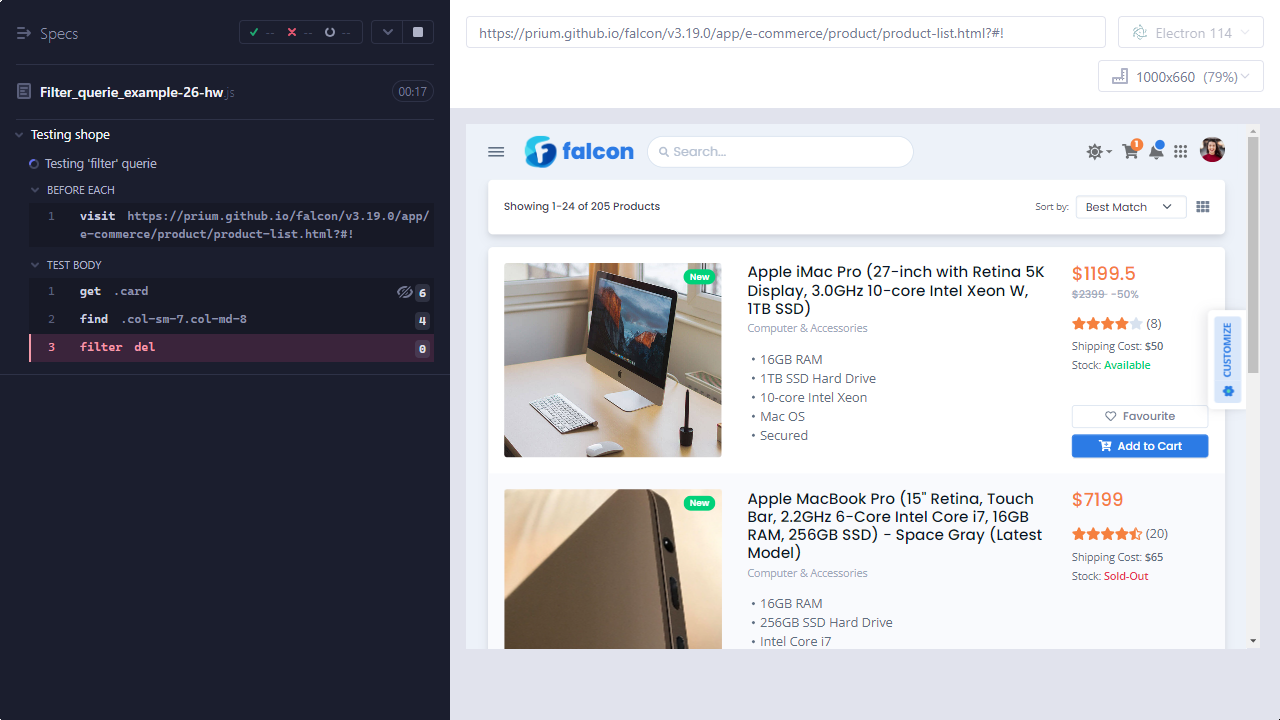 Specs
-- -- --
Filter_querie_example-26-hw.js
00:17
Testing shope
Testing 'filter' querie
BEFORE EACH
1 visit https://prium.github.io/falcon/v3.19.0/app/
e-commerce/product/product-list.html?#!
TEST BODY
1 get .card 6
2 find .col-sm-7.col-md-8 4
3 filter del 0
https://prium.github.io/falcon/v3.19.0/app/e-commerce/product/product-list.html?#!
Electron 114
1000x660 (79%)
falcon
Search...
1
Showing 1-24 of 205 Products
Sort by:
Best Match
New
Apple iMac Pro (27-inch with Retina 5K
Display, 3.0GHz 10-core Intel Xeon W,
1TB SSD)
Computer & Accessories
• 16GB RAM
• 1TB SSD Hard Drive
• 10-core Intel Xeon
• Mac OS
• Secured
$1199.5
$2399 -50%
(8)
Shipping Cost: $50
Stock: Available
Favourite
Add to Cart
CUSTOMIZE
New
Apple MacBook Pro (15" Retina, Touch
Bar, 2.2GHz 6-Core Intel Core i7, 16GB
RAM, 256GB SSD) - Space Gray (Latest
Model)
Computer & Accessories
• 16GB RAM
• 256GB SSD Hard Drive
• Intel Core i7
$7199
(20)
Shipping Cost: $65
Stock: Sold-Out